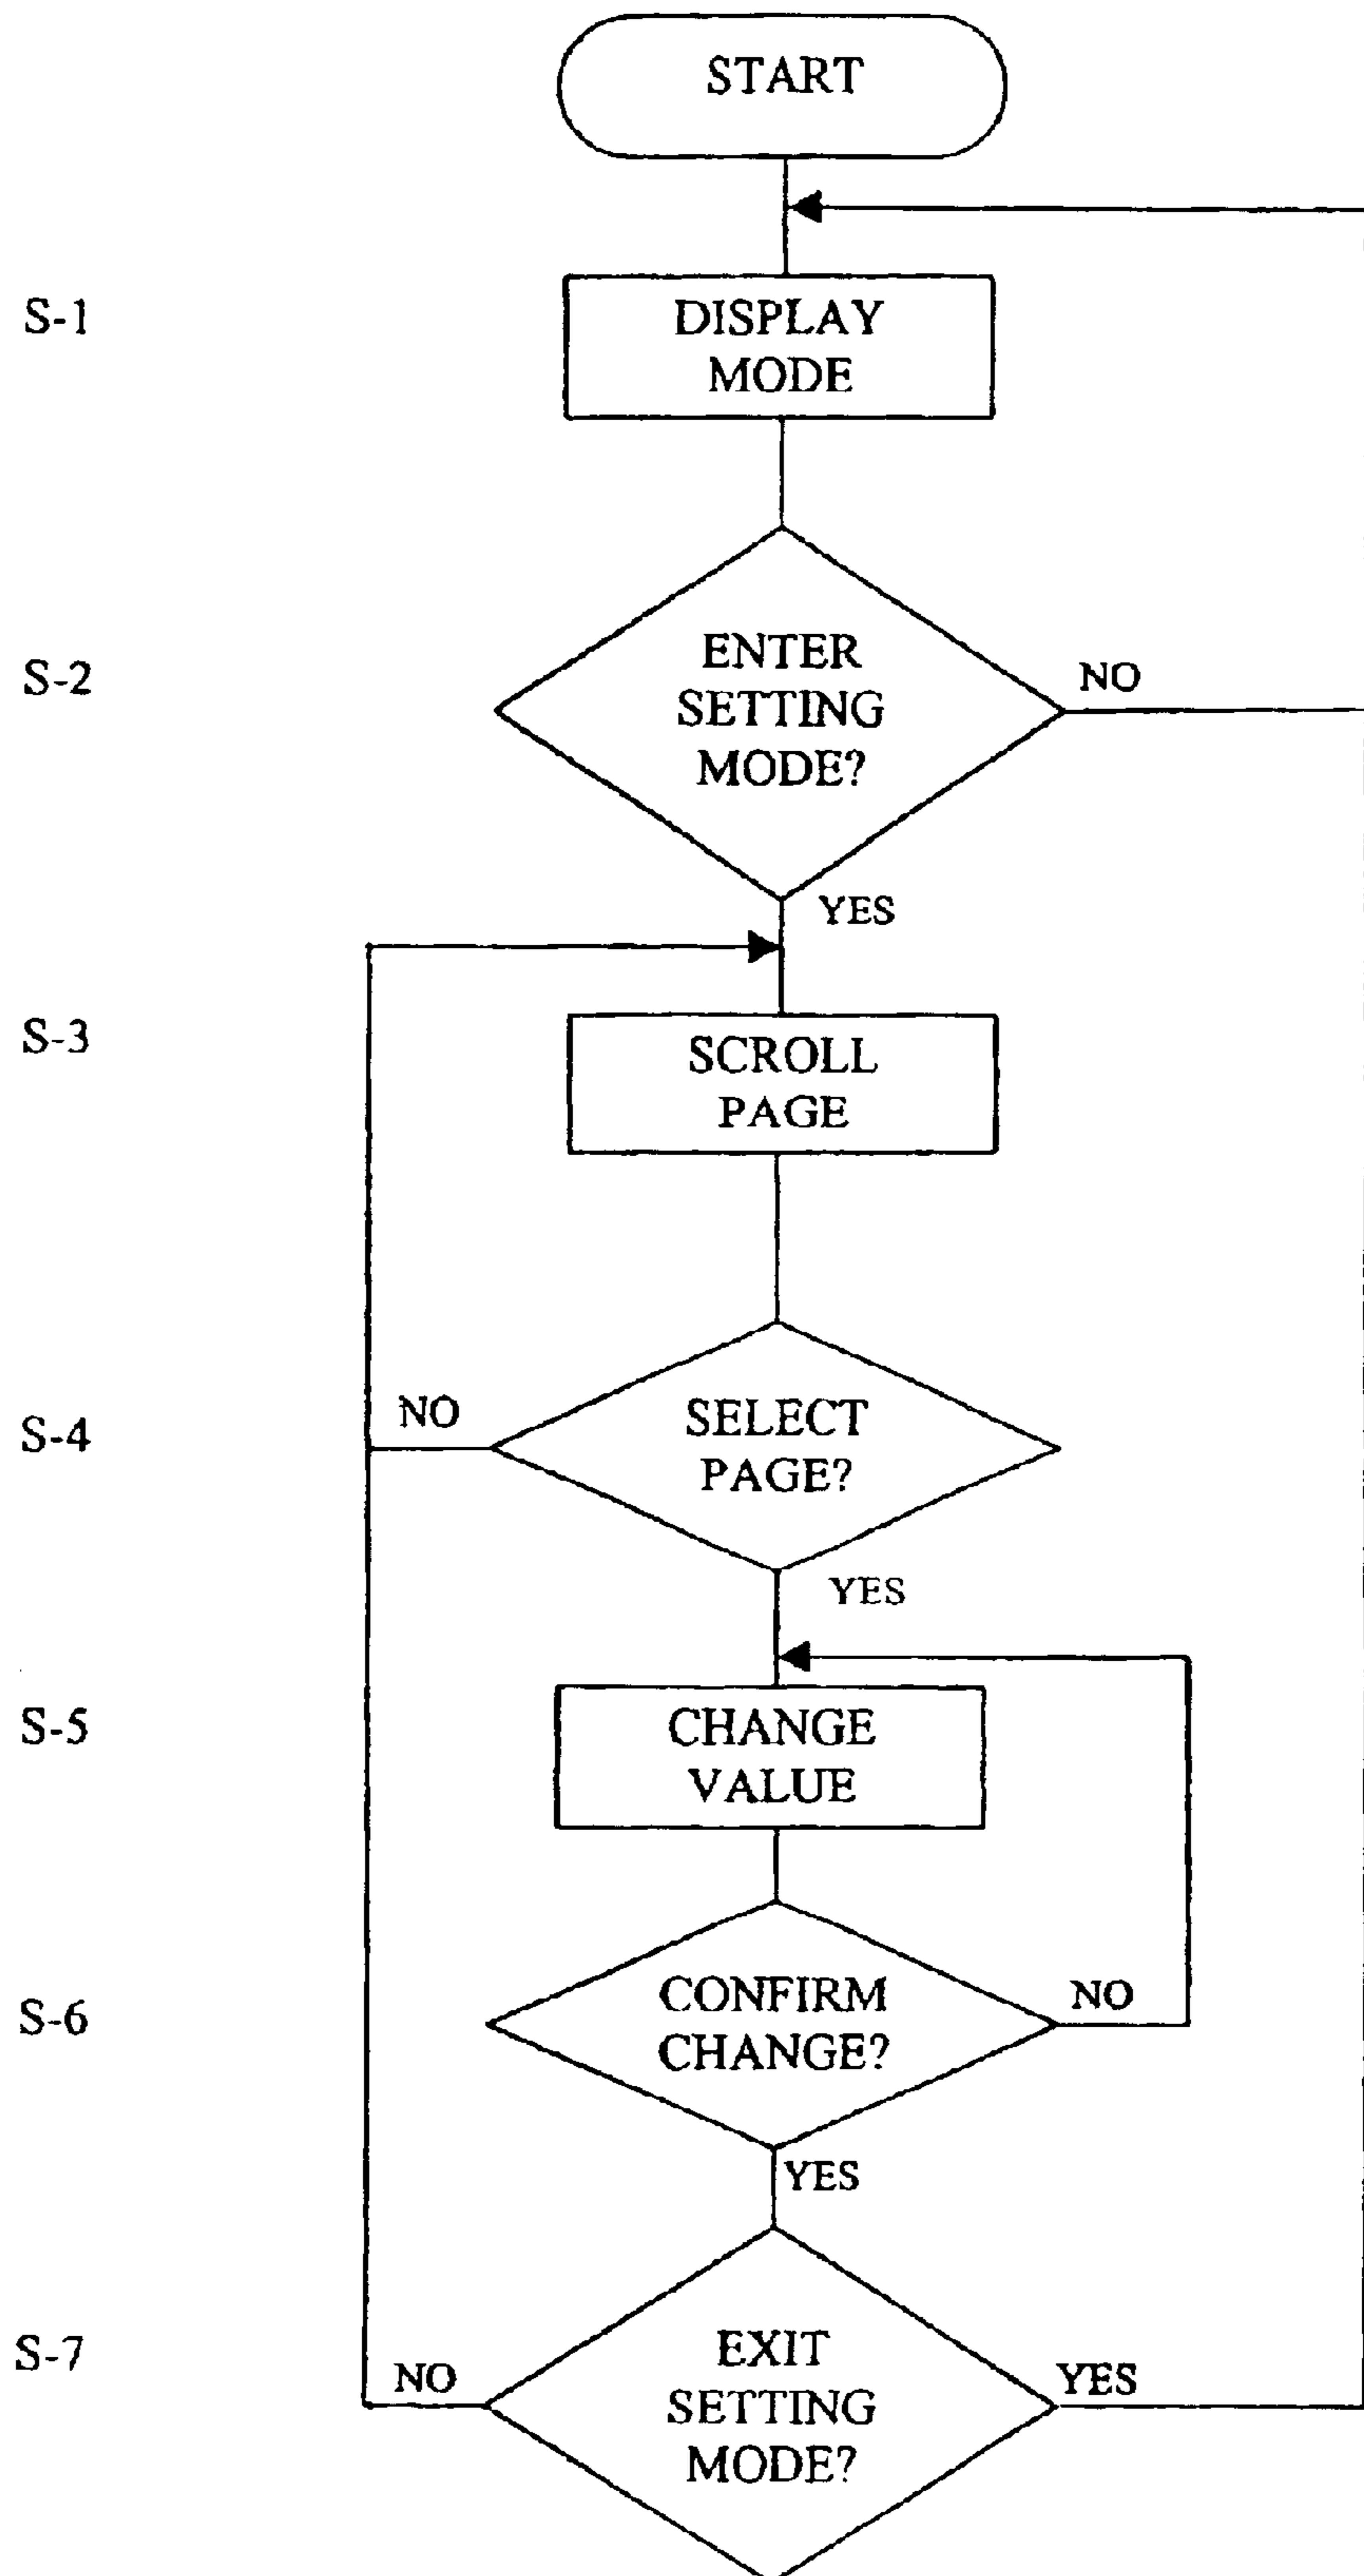 START
S-1
DISPLAY
MODE
S-2
ENTER
SETTING
MODE?
NO
YES
S-3
SCROLL
PAGE
S-4
NO
SELECT
PAGE?
YES
S-5
CHANGE
VALUE
S-6
CONFIRM
CHANGE?
NO
YES
S-7
NO
EXIT
SETTING
MODE?
YES